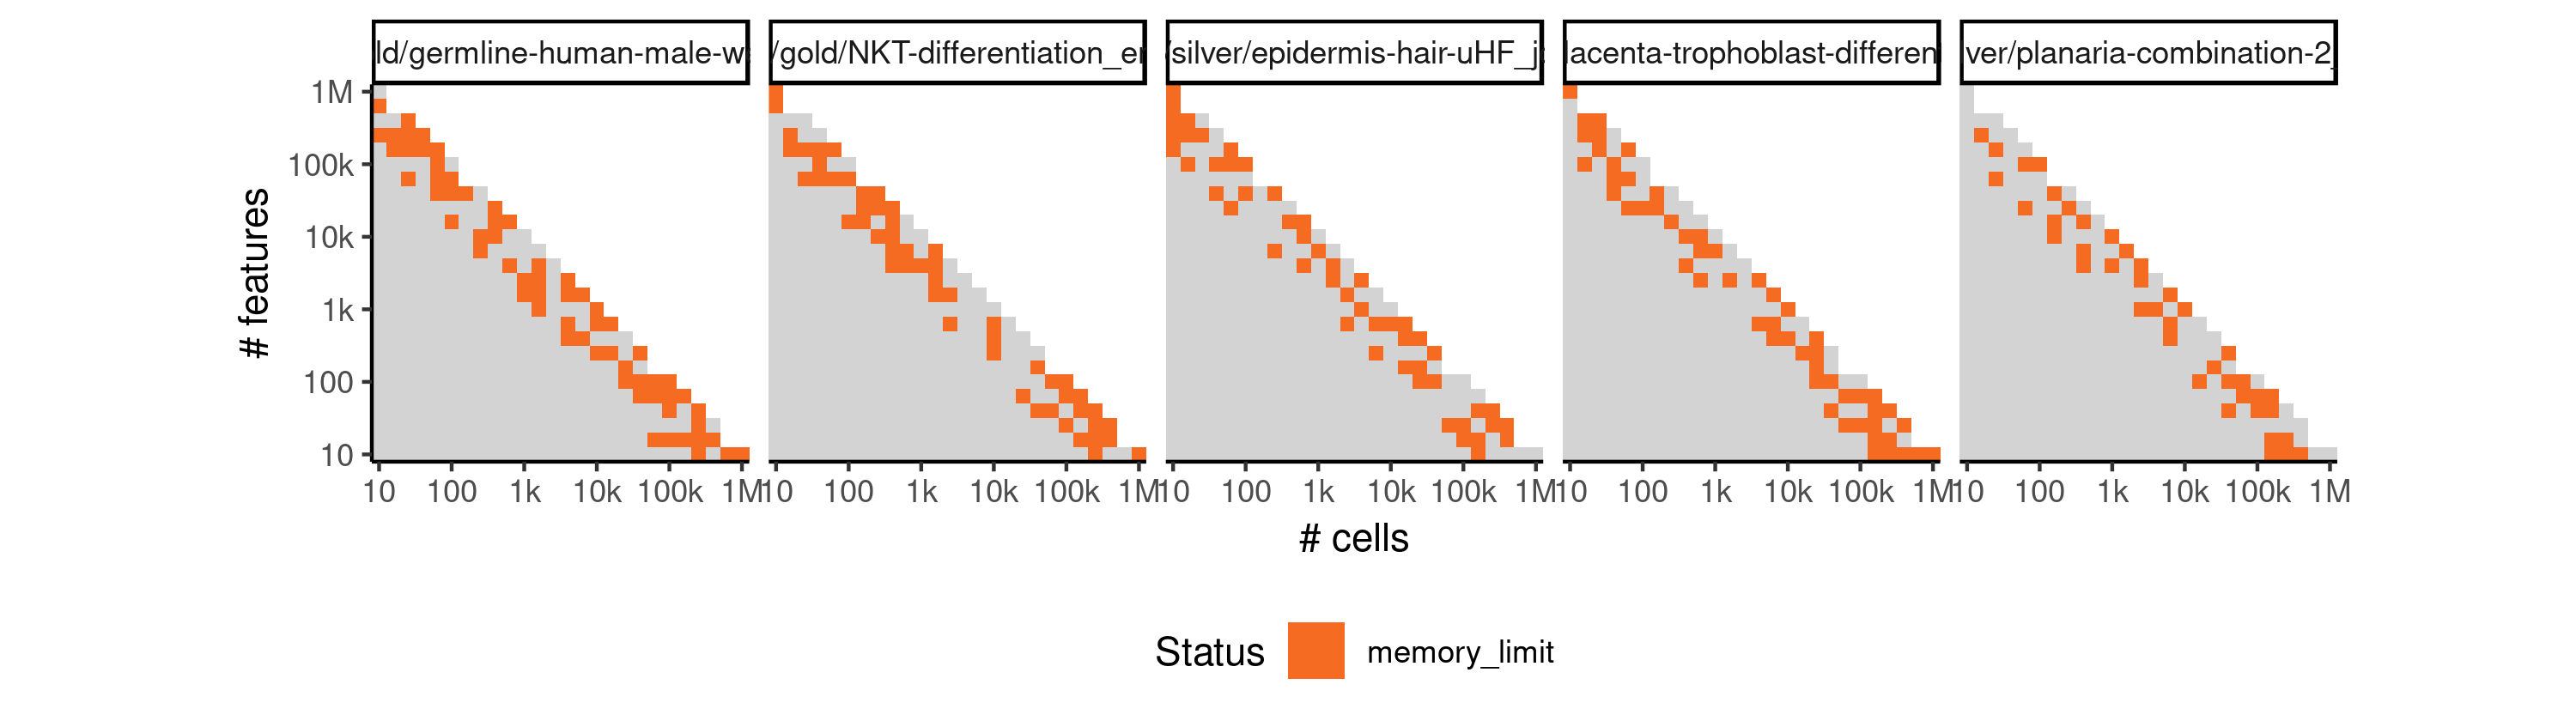 ld/germline-human-male-w
/gold/NKT-differentiation_er
silver/epidermis-hair-uHF_j
lacenta-trophoblast-differen
ver/planaria-combination-2
1M
100k
10k
1k
100
10
# features
10 100 1k 10k 100k 1M 10 100 1k 10k 100k 1M 10 100 1k 10k 100k 1M 10 100 1k 10k 100k 1M 10 100 1k 10k 100k 1M
# cells
Status memory_limit